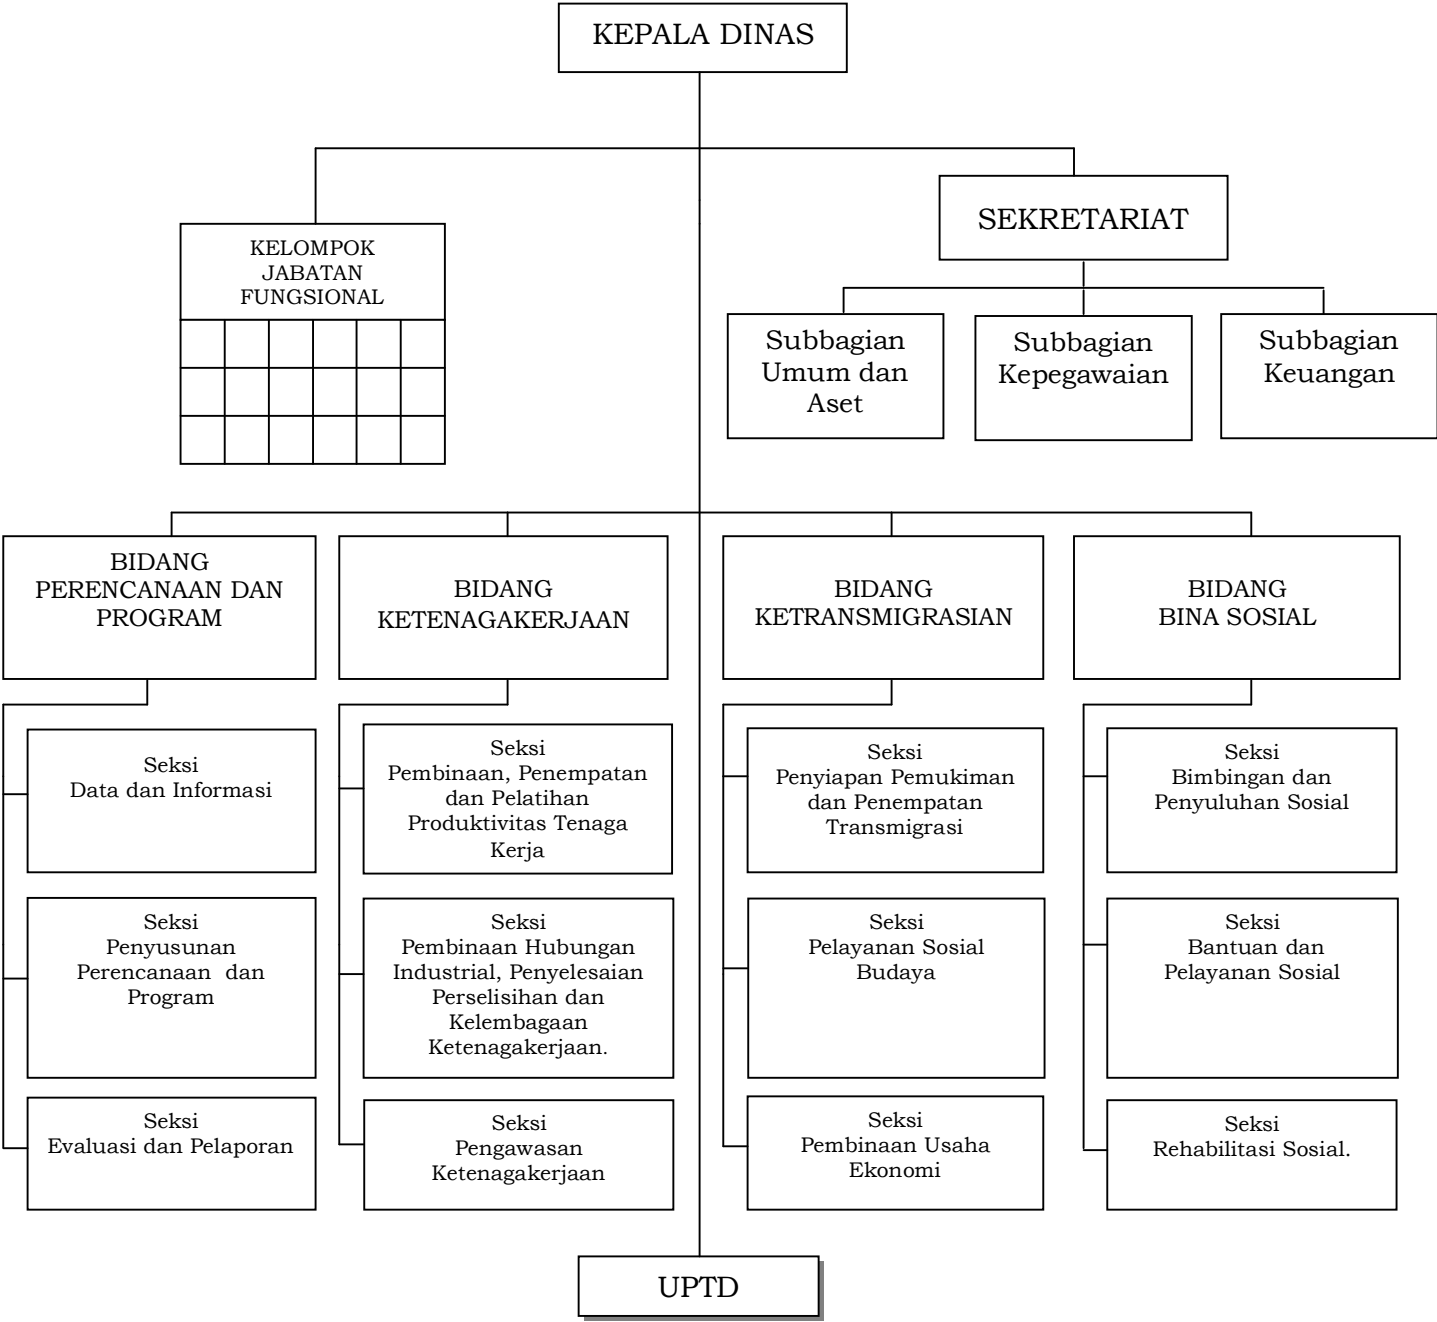 KEPALA DINAS
SEKRETARIAT
KELOMPOK
JABATAN
FUNGSIONAL
Subbagian
Umum dan
Aset
Subbagian
Kepegawaian
Subbagian
Keuangan
BIDANG
PERENCANAAN DAN
PROGRAM
BIDANG
KETENAGAKERJAAN
BIDANG
KETRANSMIGRASIAN
BIDANG
BINA SOSIAL
Seksi
Data dan Informasi
Seksi
Pembinaan, Penempatan
dan Pelatihan
Produktivitas Tenaga
Kerja
Seksi
Penyiapan Pemukiman
dan Penempatan
Transmigrasi
Seksi
Bimbingan dan
Penyuluhan Sosial
Seksi
Penyusunan
Perencanaan  dan
Program
Seksi
Pembinaan Hubungan
Industrial, Penyelesaian
Perselisihan dan
Kelembagaan
Ketenagakerjaan.
Seksi
Pelayanan Sosial
Budaya
Seksi
Bantuan dan
Pelayanan Sosial
Seksi
Evaluasi dan Pelaporan
Seksi
Pengawasan
Ketenagakerjaan
Seksi
Pembinaan Usaha
Ekonomi
Seksi
Rehabilitasi Sosial.
UPTD